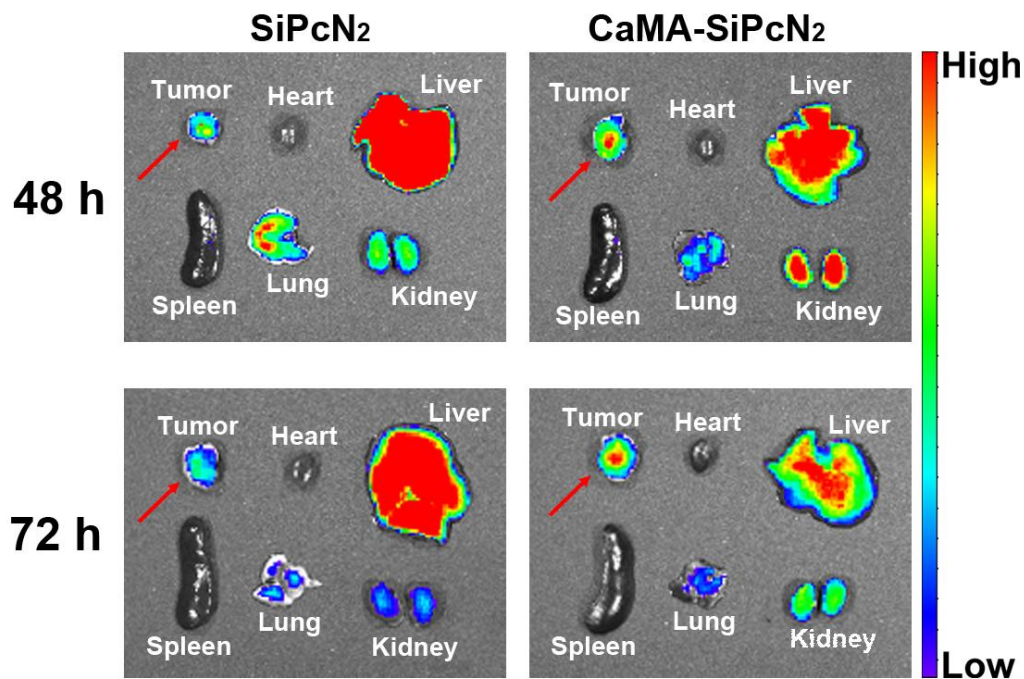 SiPcN₂
CaMA-SiPcN₂
High
Low
48 h
Tumor
Heart
Liver
Spleen
Lung
Kidney
Tumor
Heart
Liver
Spleen
Lung
Kidney
72 h
Tumor
Heart
Liver
Spleen
Lung
Kidney
Tumor
Heart
Liver
Spleen
Lung
Kidney